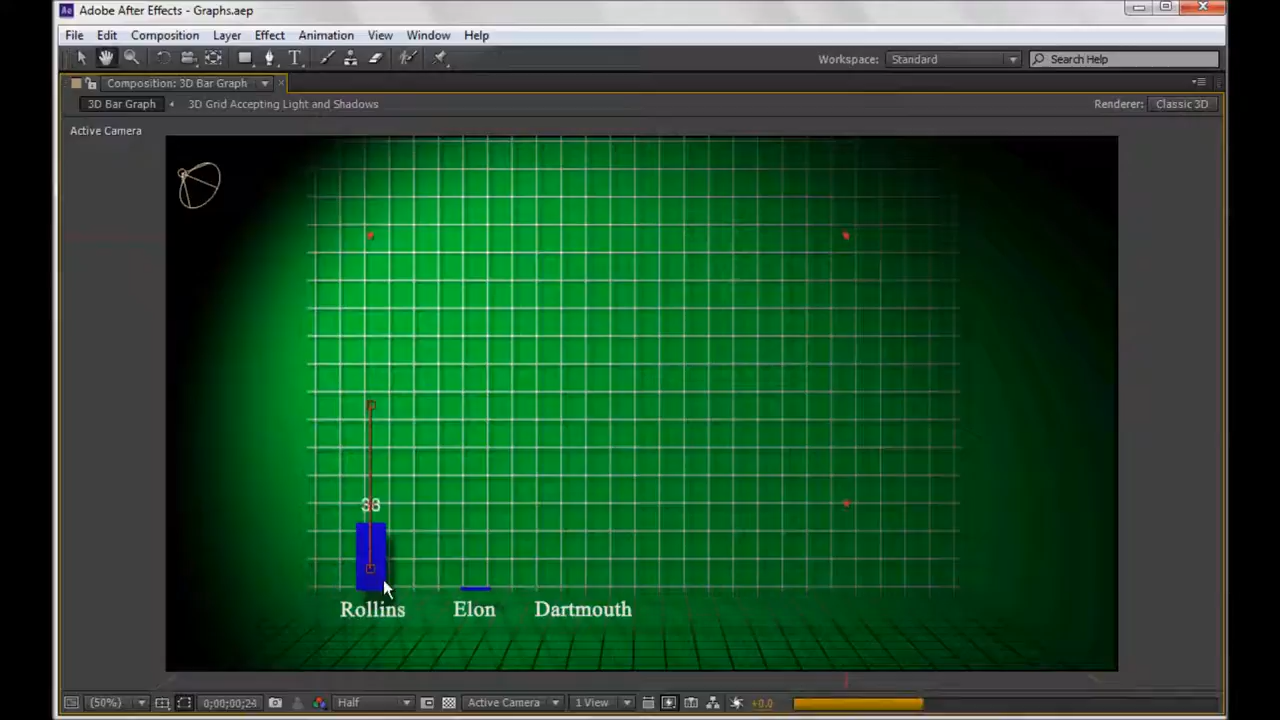 Adobe After Effects - Graphs.aep
File Edit Composition Layer Effect Animation View Window Help
Workspace: Standard Search Help
Composition: 3D Bar Graph
3D Bar Graph 3D Grid Accepting Light and Shadows Renderer: Classic 3D
Active Camera
Rollins Elon Dartmouth
(50%) 0;00;00;24 Half Active Camera 1 View +0.0